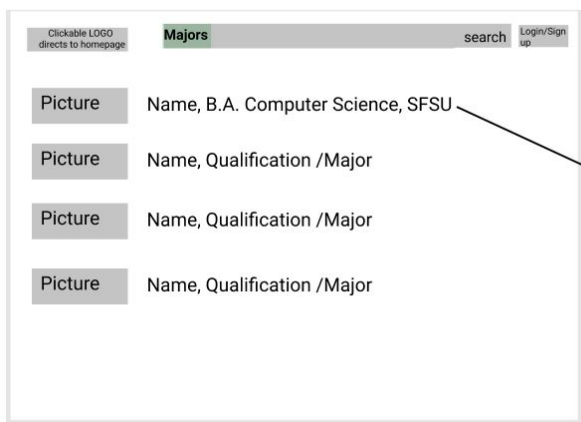 Clickable LOGO
directs to homepage
Majors
search
Login/Sign
up
Picture
Name, B.A. Computer Science, SFSU
Picture
Name, Qualification /Major
Picture
Name, Qualification /Major
Picture
Name, Qualification /Major